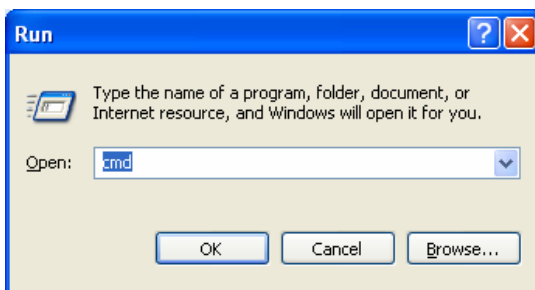 Run
Type the name of a program, folder, document, or
Internet resource, and Windows will open it for you.
Open: cmd
OK Cancel Browse...